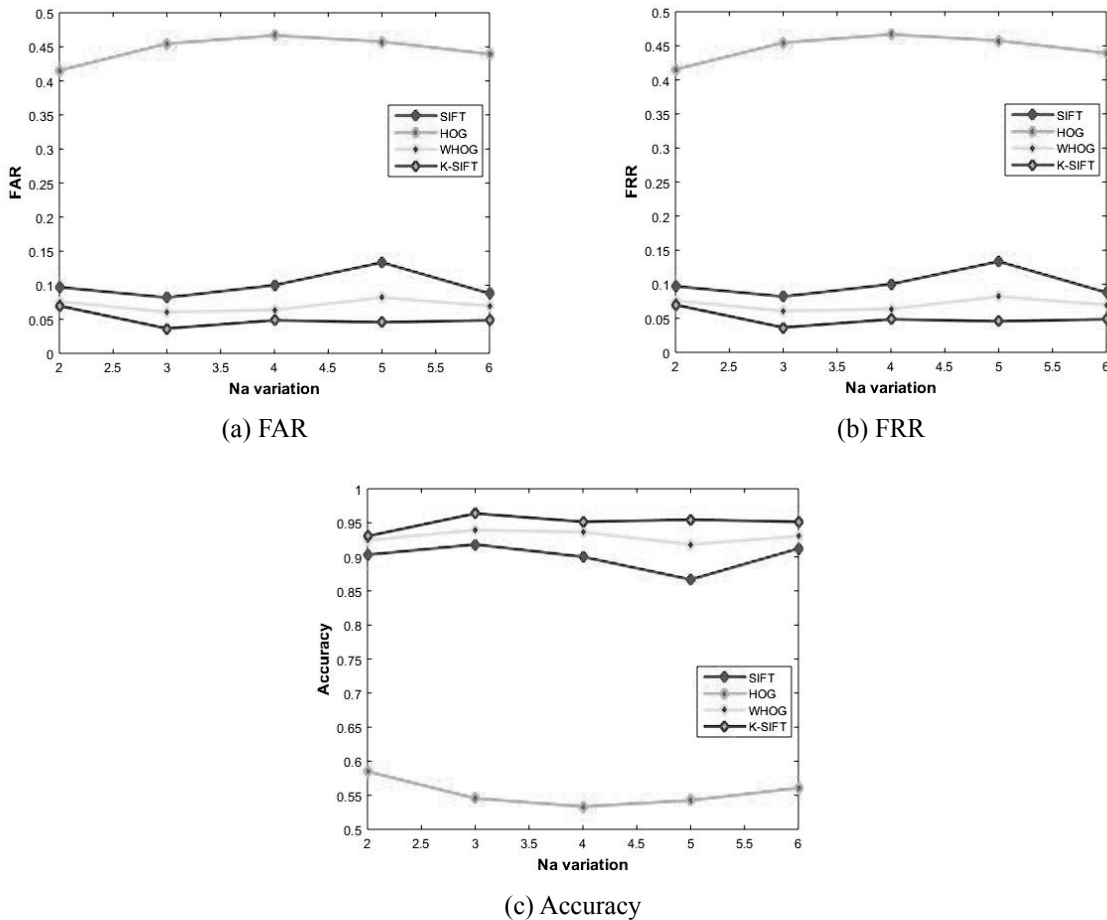 0.5
0.45
0.4
0.35
0.3
0.25
0.2
0.15
0.1
0.05
0
FAR
SIFT
HOG
WHOG
K-SIFT
2 2.5 3 3.5 4 4.5 5 5.5 6
Na variation
(a) FAR
0.5
0.45
0.4
0.35
0.3
0.25
0.2
0.15
0.1
0.05
0
FRR
SIFT
HOG
WHOG
K-SIFT
2 2.5 3 3.5 4 4.5 5 5.5 6
Na variation
(b) FRR
1
0.95
0.9
0.85
0.8
0.75
0.7
0.65
0.6
0.55
0.5
Accuracy
SIFT
HOG
WHOG
K-SIFT
2 2.5 3 3.5 4 4.5 5 5.5 6
Na variation
(c) Accuracy